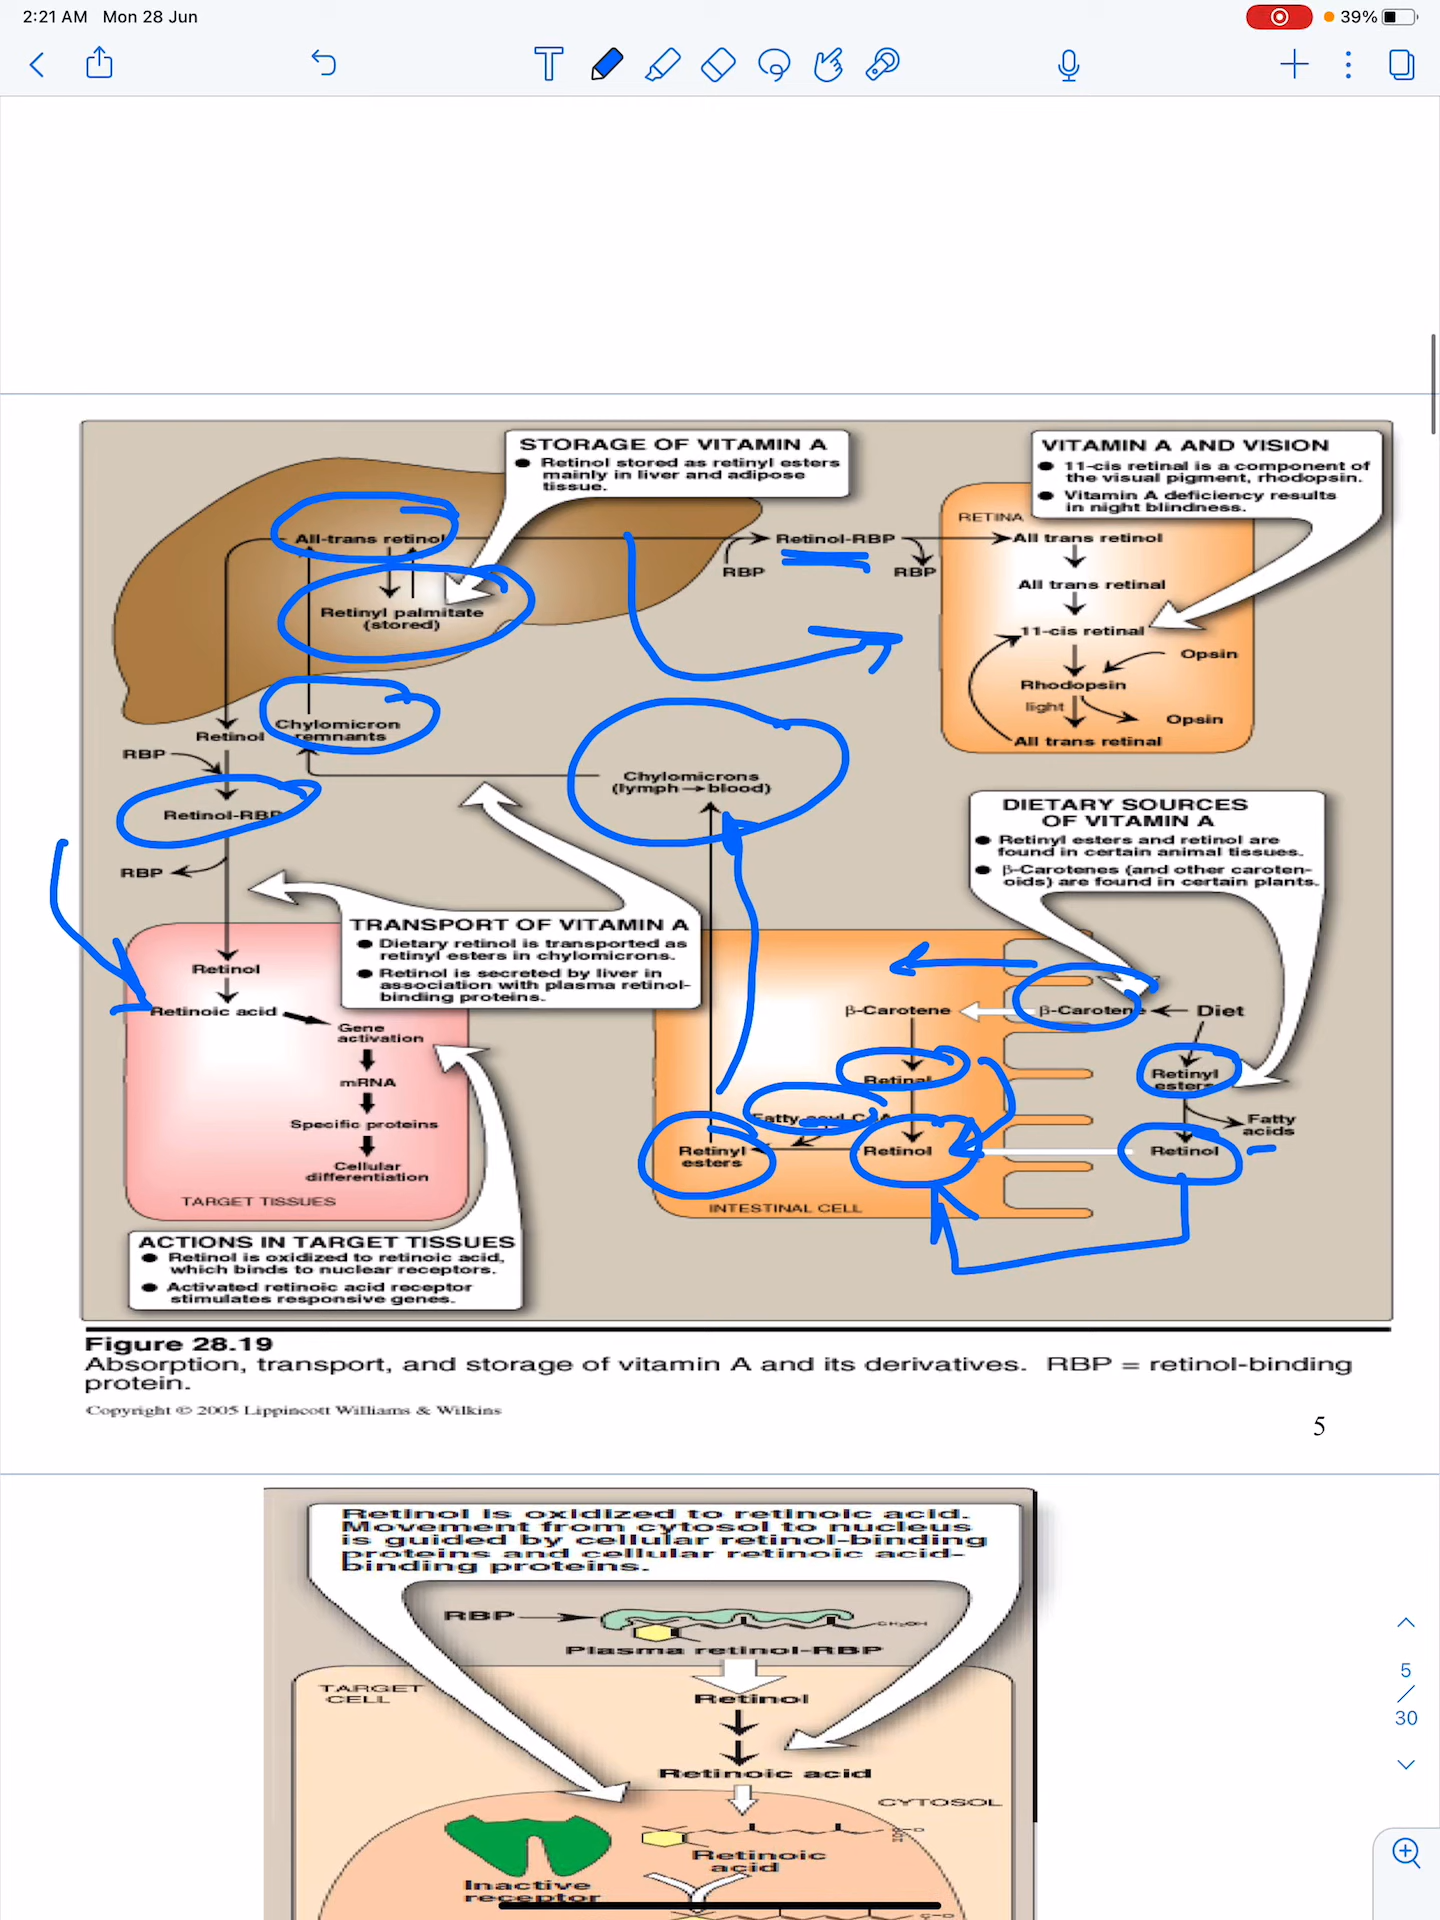 2:21 AM Mon 28 Jun
39%
STORAGE OF VITAMIN A
● Retinol stored as retinyl esters
mainly in liver and adipose
tissue.
VITAMIN A AND VISION
● 11-cis retinal is a component of
the visual pigment, rhodopsin.
● Vitamin A deficiency results
in night blindness.
RETINA
All-trans retinol
Retinyl palmitate
(stored)
Retinol-RBP
RBP
RBP
All trans retinol
All trans retinal
11-cis retinal
Opsin
Rhodopsin
light
Opsin
All trans retinal
Chylomicron
remnants
Retinol
RBP
Retinol-RBP
RBP
Chylomicrons
(lymph→blood)
DIETARY SOURCES
OF VITAMIN A
● Retinyl esters and retinol are
found in certain animal tissues.
● β-Carotenes (and other caroten-
oids) are found in certain plants.
TRANSPORT OF VITAMIN A
● Dietary retinol is transported as
retinyl esters in chylomicrons.
● Retinol is secreted by liver in
association with plasma retinol-
binding proteins.
Retinol
Retinoic acid
Gene
activation
mRNA
Specific proteins
Cellular
differentiation
TARGET TISSUES
β-Carotene
β-Carotene
Diet
Retinal
Retinyl
esters
Fatty acyl CoA
Fatty
acids
Retinyl
esters
Retinol
Retinol
INTESTINAL CELL
ACTIONS IN TARGET TISSUES
● Retinol is oxidized to retinoic acid,
which binds to nuclear receptors.
● Activated retinoic acid receptor
stimulates responsive genes.
Figure 28.19
Absorption, transport, and storage of vitamin A and its derivatives. RBP = retinol-binding
protein.
Copyright © 2005 Lippincott Williams & Wilkins
5
Retinol is oxidized to retinoic acid.
Movement from cytosol to nucleus
is guided by cellular retinol-binding
proteins and cellular retinoic acid-
binding proteins.
RBP
CH₂OH
Plasma retinol-RBP
TARGET
CELL
Retinol
Retinoic acid
CYTOSOL
Retinoic
acid
Inactive
receptor
5
/
30